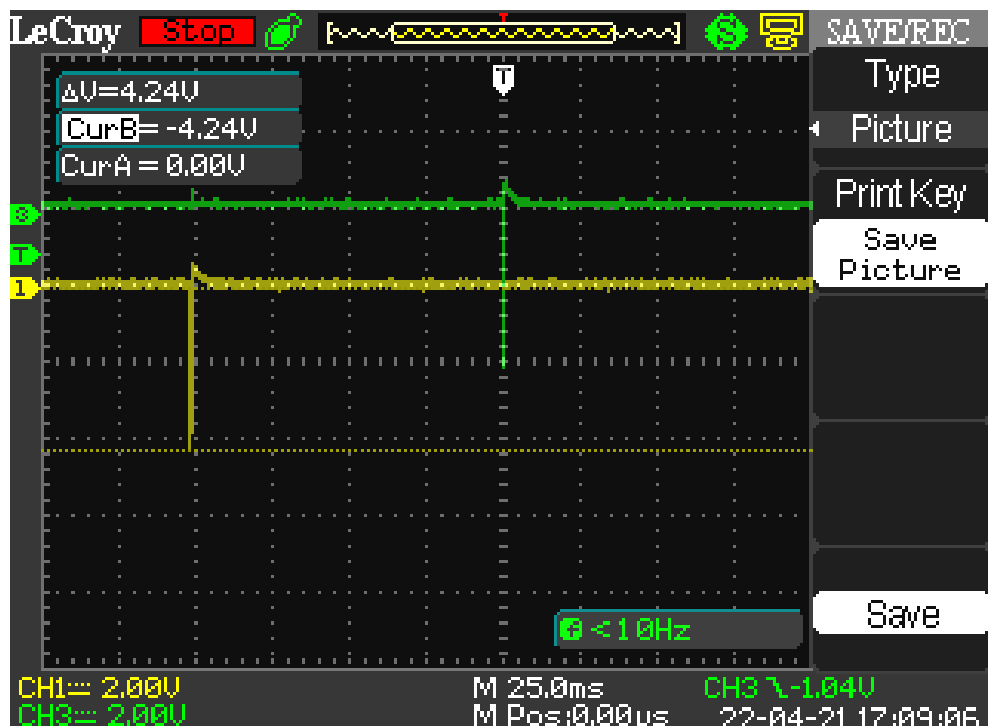 LeCroy Stop S SAVE/REC
T
Type
Picture
ΔV=4.24V
CurB= -4.24V
CurA = 0.00V
Print Key
Save
Picture
3
T
1
Save
f <10Hz
CH1 2.00V M 25.0ms CH3 -1.04V
CH3 2.00V M Pos:0.00us 22-04-21 17:09:06